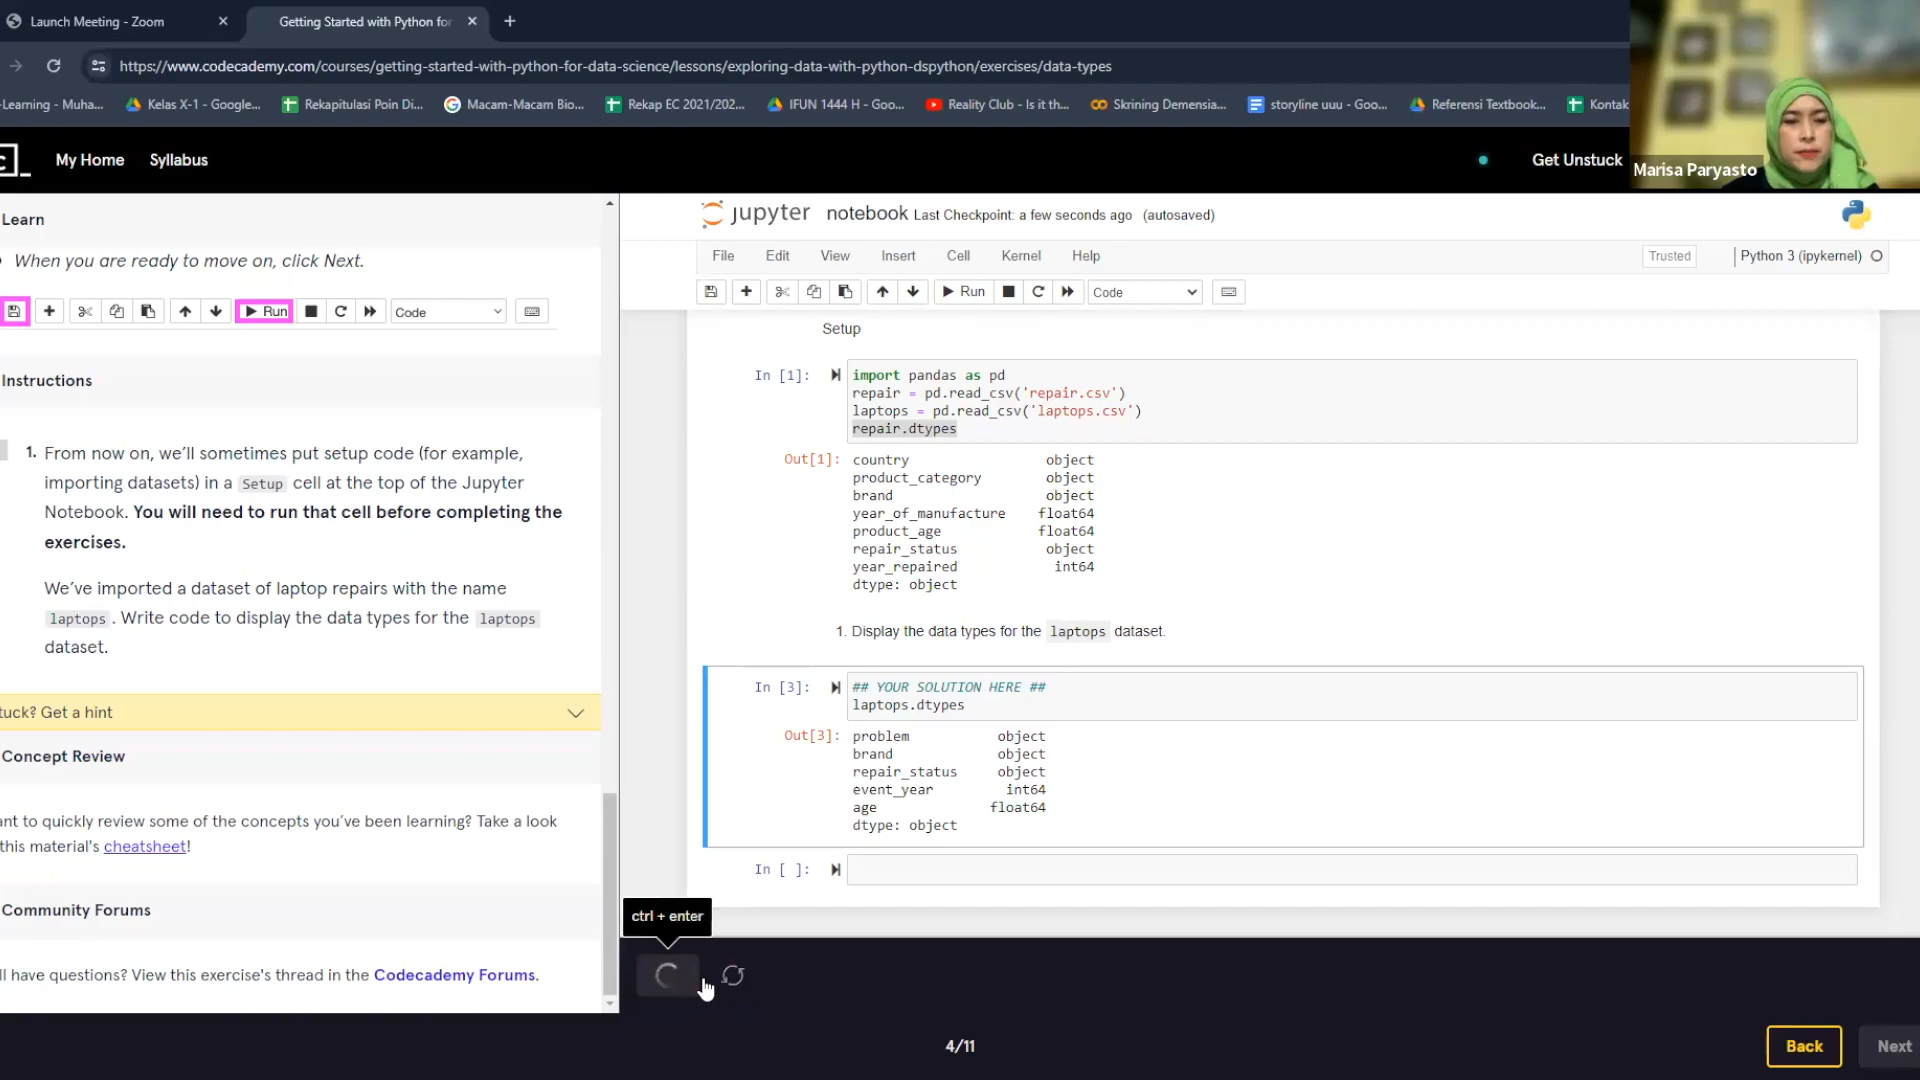 Launch Meeting - Zoom
Getting Started with Python for
https://www.codecademy.com/courses/getting-started-with-python-for-data-science/lessons/exploring-data-with-python-dspython/exercises/data-types
-Learning - Muha...
Kelas X-1 - Google...
Rekapitulasi Poin Di...
Macam-Macam Bio...
Rekap EC 2021/202...
IFUN 1444 H - Goo...
Reality Club - Is it th...
Skrining Demensia...
storyline uuu - Goo...
Referensi Textbook...
Kontak
Marisa Paryasto
My Home
Syllabus
Get Unstuck
Learn
When you are ready to move on, click Next.
Run
Code
Instructions
1. From now on, we'll sometimes put setup code (for example,
importing datasets) in a Setup cell at the top of the Jupyter
Notebook. You will need to run that cell before completing the
exercises.
We've imported a dataset of laptop repairs with the name
laptops . Write code to display the data types for the laptops
dataset.
tuck? Get a hint
Concept Review
ant to quickly review some of the concepts you've been learning? Take a look
this material's cheatsheet!
Community Forums
ll have questions? View this exercise's thread in the Codecademy Forums.
jupyter notebook Last Checkpoint: a few seconds ago (autosaved)
File Edit View Insert Cell Kernel Help
Trusted
Python 3 (ipykernel)
Run
Code
Setup
In [1]:
import pandas as pd
repair = pd.read_csv('repair.csv')
laptops = pd.read_csv('laptops.csv')
repair.dtypes
Out[1]:
country object
product_category object
brand object
year_of_manufacture float64
product_age float64
repair_status object
year_repaired int64
dtype: object
1. Display the data types for the laptops dataset.
In [3]:
## YOUR SOLUTION HERE ##
laptops.dtypes
Out[3]:
problem object
brand object
repair_status object
event_year int64
age float64
dtype: object
In [ ]:
ctrl + enter
4/11
Back
Next